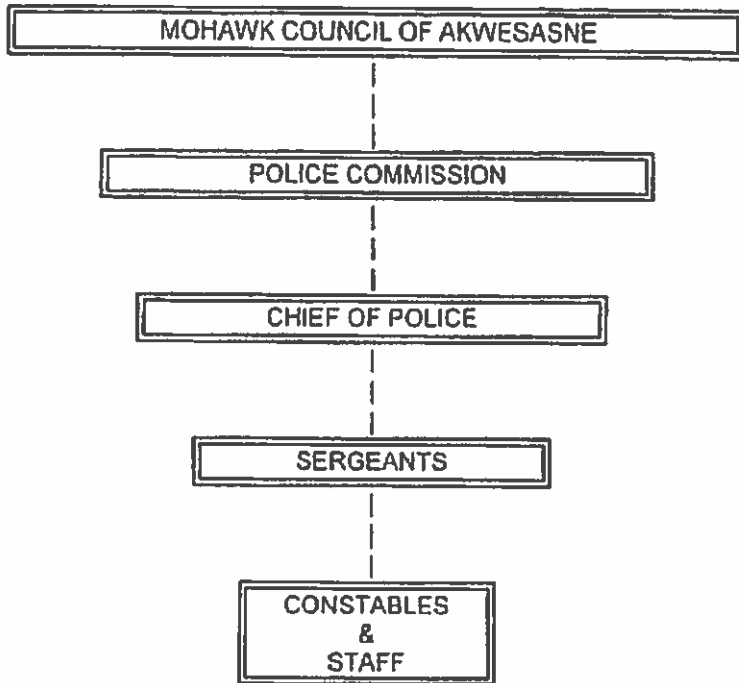 MOHAWK COUNCIL OF AKWESASNE
POLICE COMMISSION
CHIEF OF POLICE
SERGEANTS
CONSTABLES
&
STAFF